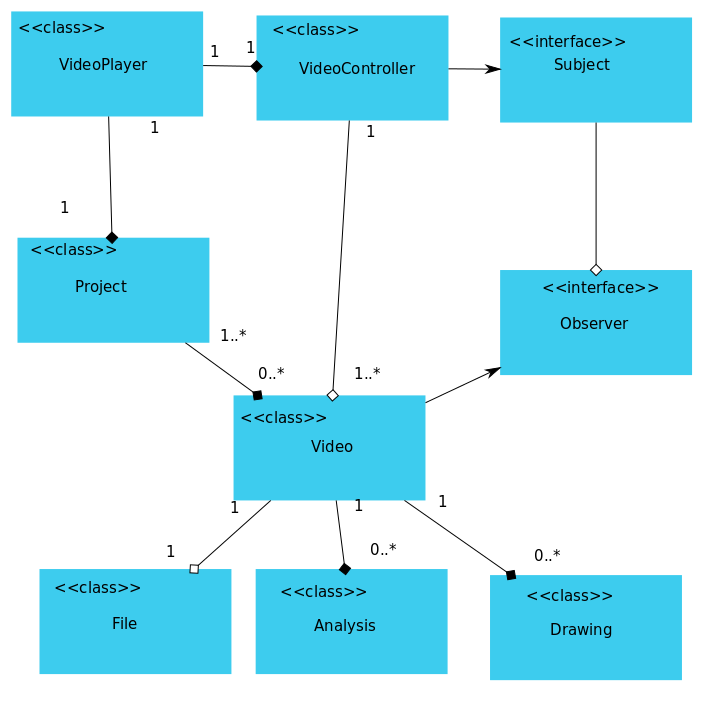 <<class>>
VideoPlayer
1
1
<<class>>
VideoController
<<interface>>
Subject
1
1
1
<<class>>
Project
<<interface>>
Observer
1..*
0..*
1..*
<<class>>
Video
1
1
1
1
0..*
0..*
<<class>>
File
<<class>>
Analysis
<<class>>
Drawing